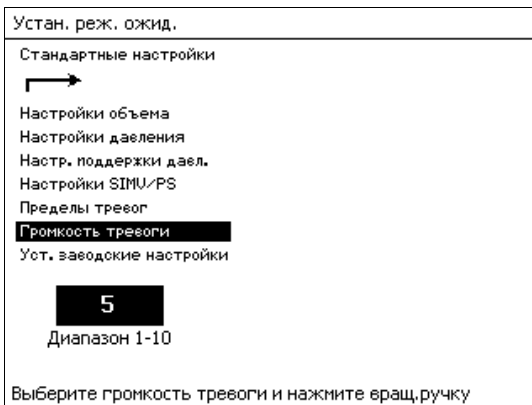 Устан. реж. ожид.
Стандартные настройки
Настройки объема
Настройки давления
Настр. поддержки давл.
Настройки SIMV/PS
Пределы тревог
Громкость тревоги
Уст. заводские настройки
5
Диапазон 1-10
Выберите громкость тревоги и нажмите вращ.ручку